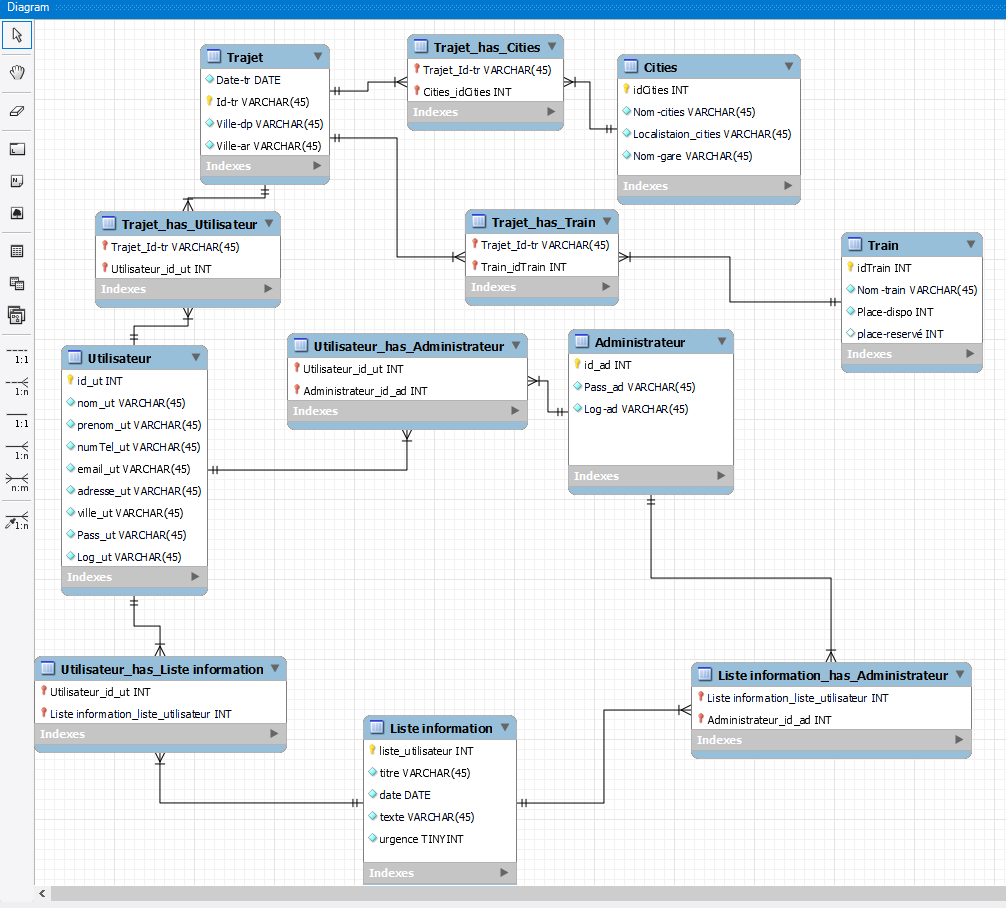 Diagram
Trajet
Date-tr DATE
Id-tr VARCHAR(45)
Ville-dp VARCHAR(45)
Ville-ar VARCHAR(45)
Indexes
Trajet_has_Cities
Trajet_Id-tr VARCHAR(45)
Cities_idCities INT
Indexes
Cities
idCities INT
Nom-cities VARCHAR(45)
Localistaion_cities VARCHAR(45)
Nom-gare VARCHAR(45)
Indexes
Trajet_has_Utilisateur
Trajet_Id-tr VARCHAR(45)
Utilisateur_id_ut INT
Indexes
Trajet_has_Train
Trajet_Id-tr VARCHAR(45)
Train_idTrain INT
Indexes
Train
idTrain INT
Nom-train VARCHAR(45)
Place-dispo INT
place-reservé INT
Indexes
Utilisateur
id_ut INT
nom_ut VARCHAR(45)
prenom_ut VARCHAR(45)
numTel_ut VARCHAR(45)
email_ut VARCHAR(45)
adresse_ut VARCHAR(45)
ville_ut VARCHAR(45)
Pass_ut VARCHAR(45)
Log_ut VARCHAR(45)
Indexes
Utilisateur_has_Administrateur
Utilisateur_id_ut INT
Administrateur_id_ad INT
Indexes
Administrateur
id_ad INT
Pass_ad VARCHAR(45)
Log-ad VARCHAR(45)
Indexes
1:1
1:n
1:1
1:n
n:m
1:n
Utilisateur_has_Liste information
Utilisateur_id_ut INT
Liste information_liste_utilisateur INT
Indexes
Liste information
liste_utilisateur INT
titre VARCHAR(45)
date DATE
texte VARCHAR(45)
urgence TINYINT
Indexes
Liste information_has_Administrateur
Liste information_liste_utilisateur INT
Administrateur_id_ad INT
Indexes